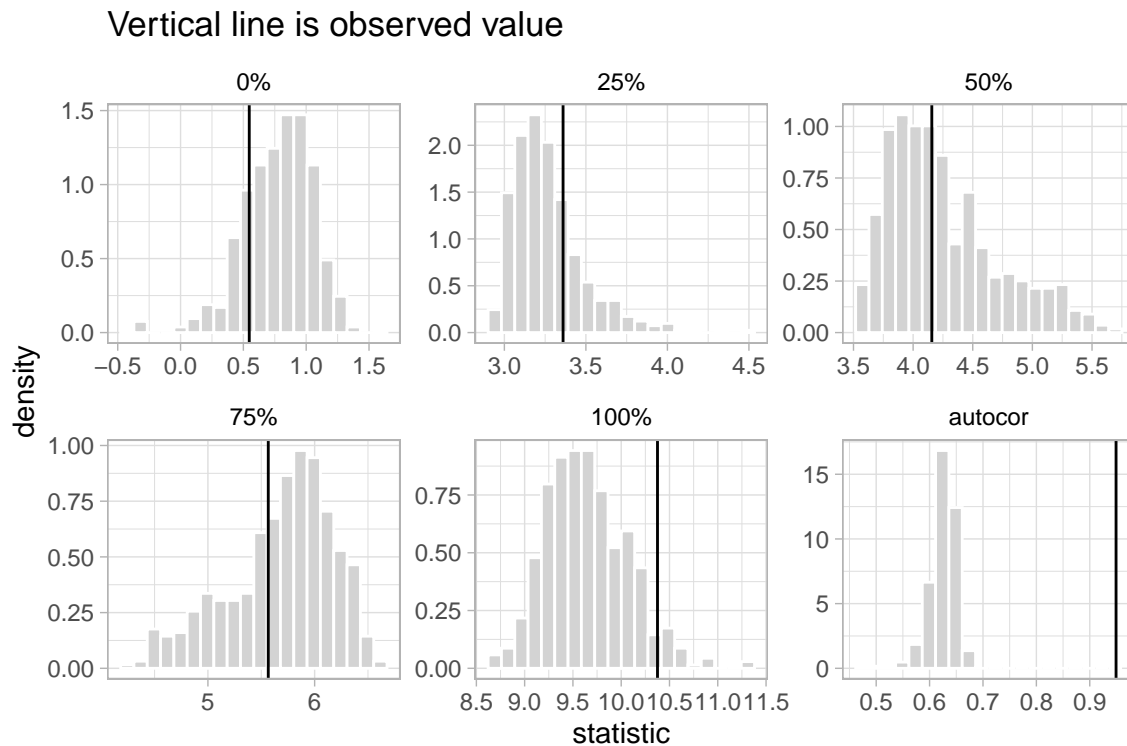 Vertical line is observed value
0% 25% 50%
1.5 1.0 0.5 0.0
2.0 1.5 1.0 0.5 0.0
1.00 0.75 0.50 0.25 0.00
−0.5 0.0 0.5 1.0 1.5
3.0 3.5 4.0 4.5
3.5 4.0 4.5 5.0 5.5
density
75% 100% autocor
1.00 0.75 0.50 0.25 0.00
0.75 0.50 0.25 0.00
15 10 5 0
5 6
8.5 9.0 9.5 10.0 10.5 11.0 11.5
0.5 0.6 0.7 0.8 0.9
statistic